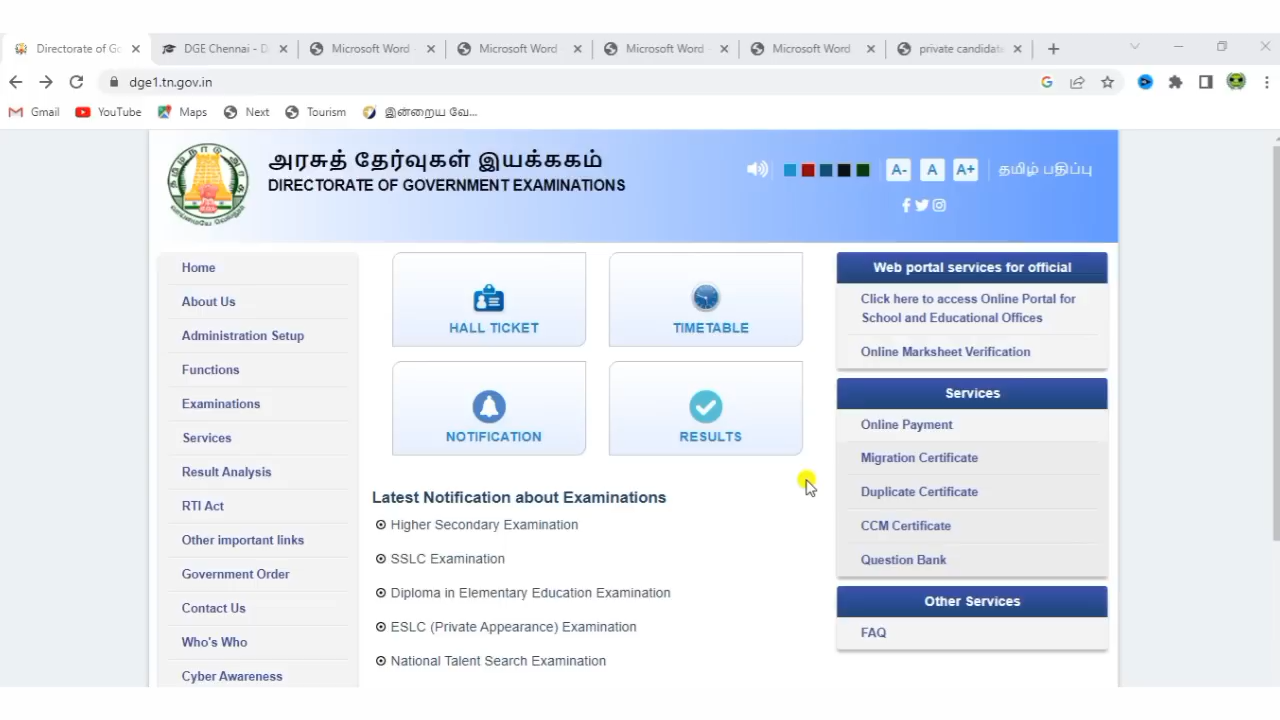 Directorate of Go
DGE Chennai - D
Microsoft Word
Microsoft Word
Microsoft Word
Microsoft Word
private candidat
dge1.tn.gov.in
Gmail
YouTube
Maps
Next
Tourism
இன்றைய வே...
அரசுத் தேர்வுகள் இயக்ககம்
DIRECTORATE OF GOVERNMENT EXAMINATIONS
A-
A
A+
தமிழ் பதிப்பு
Home
About Us
Administration Setup
Functions
Examinations
Services
Result Analysis
RTI Act
Other important links
Government Order
Contact Us
Who's Who
Cyber Awareness
HALL TICKET
TIMETABLE
NOTIFICATION
RESULTS
Latest Notification about Examinations
Higher Secondary Examination
SSLC Examination
Diploma in Elementary Education Examination
ESLC (Private Appearance) Examination
National Talent Search Examination
Web portal services for official
Click here to access Online Portal for
School and Educational Offices
Online Marksheet Verification
Services
Online Payment
Migration Certificate
Duplicate Certificate
CCM Certificate
Question Bank
Other Services
FAQ